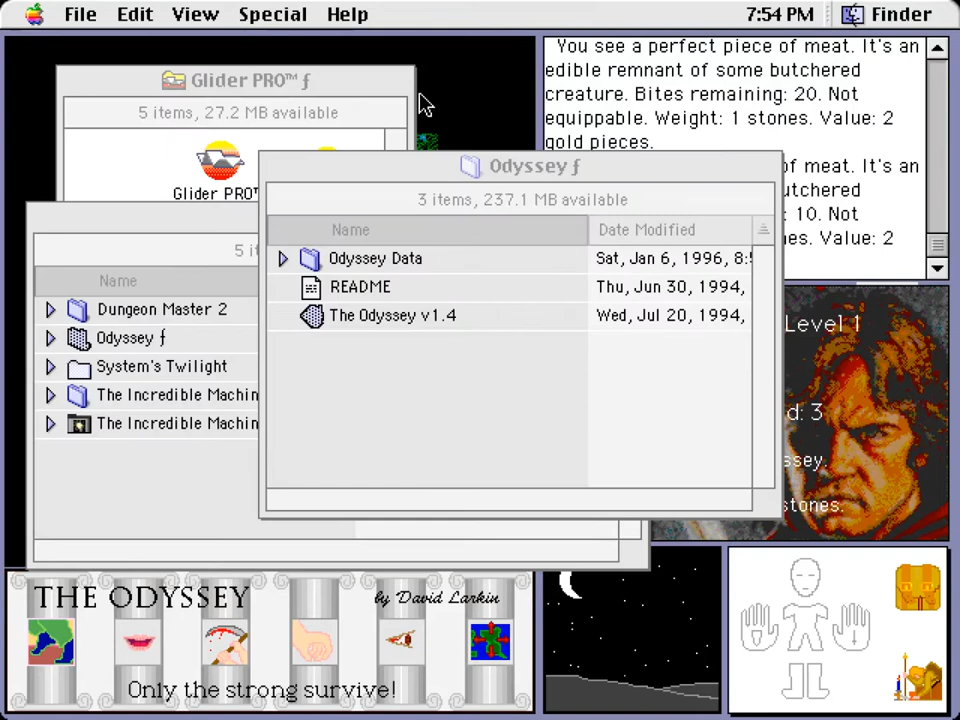 File Edit View Special Help 7:54 PM Finder
Glider PRO™ ƒ
5 items, 27.2 MB available
Glider PRO™
You see a perfect piece of meat. It's an
edible remnant of some butchered
creature. Bites remaining: 20. Not
equippable. Weight: 1 stones. Value: 2
gold pieces.
of meat. It's an
utchered
: 10. Not
nes. Value: 2
Odyssey ƒ
3 items, 237.1 MB available
Name Date Modified
Odyssey Data Sat, Jan 6, 1996, 8:5
README Thu, Jun 30, 1994,
The Odyssey v1.4 Wed, Jul 20, 1994,
5 it
Name
Dungeon Master 2
Odyssey ƒ
System's Twilight
The Incredible Machin
The Incredible Machin
Level 1
d: 3
ssey.
stones.
THE ODYSSEY by David Larkin
Only the strong survive!